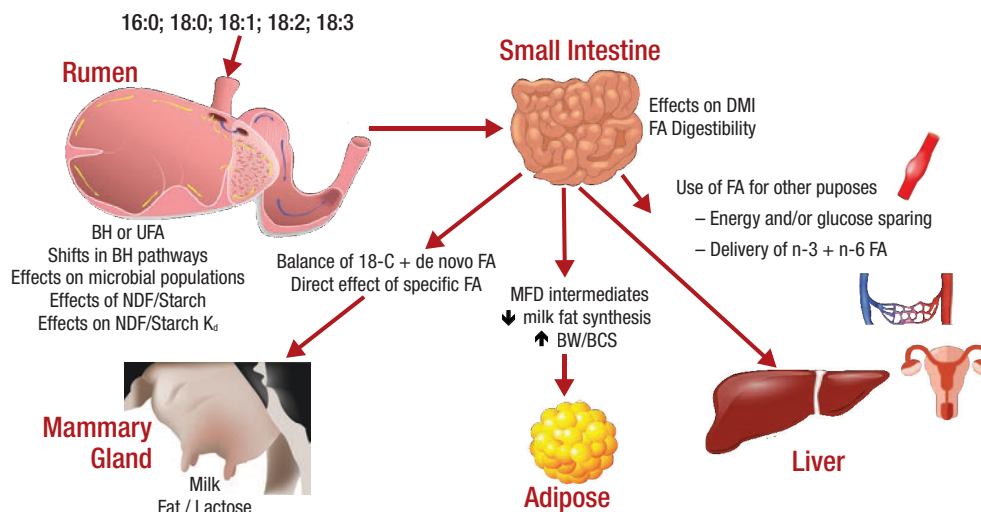 16:0; 18:0; 18:1; 18:2; 18:3
Rumen
BH or UFA
Shifts in BH pathways
Effects on microbial populations
Effects of NDF/Starch
Effects on NDF/Starch Kd
Small Intestine
Effects on DMI
FA Digestibility
Use of FA for other puposes
– Energy and/or glucose sparing
– Delivery of n-3 + n-6 FA
Balance of 18-C + de novo FA
Direct effect of specific FA
MFD intermediates
🡇 milk fat synthesis
🡅 BW/BCS
Mammary
Gland
Milk
Fat / Lactose
Adipose
Liver